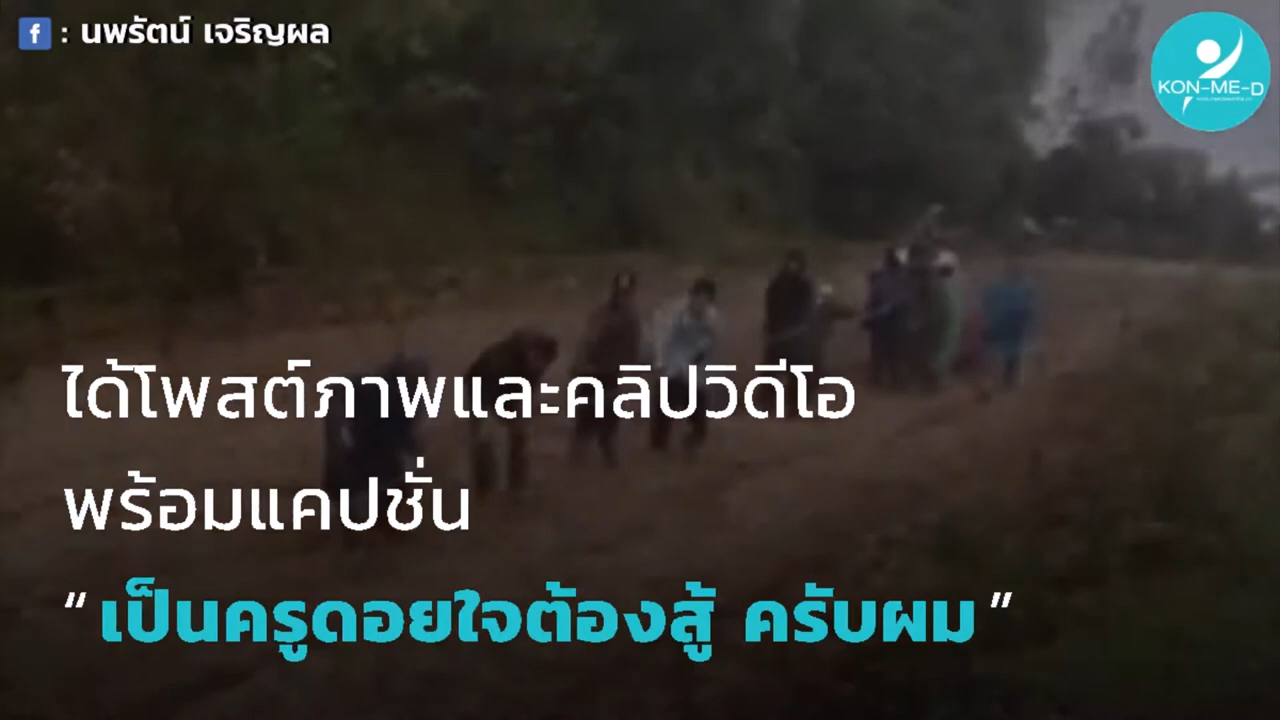 f : นพรัตน์ เจริญผล
KON-ME-D
ได้โพสต์ภาพและคลิปวิดีโอ
พร้อมแคปชั่น
“เป็นครูดอยใจต้องสู้ ครับผม”